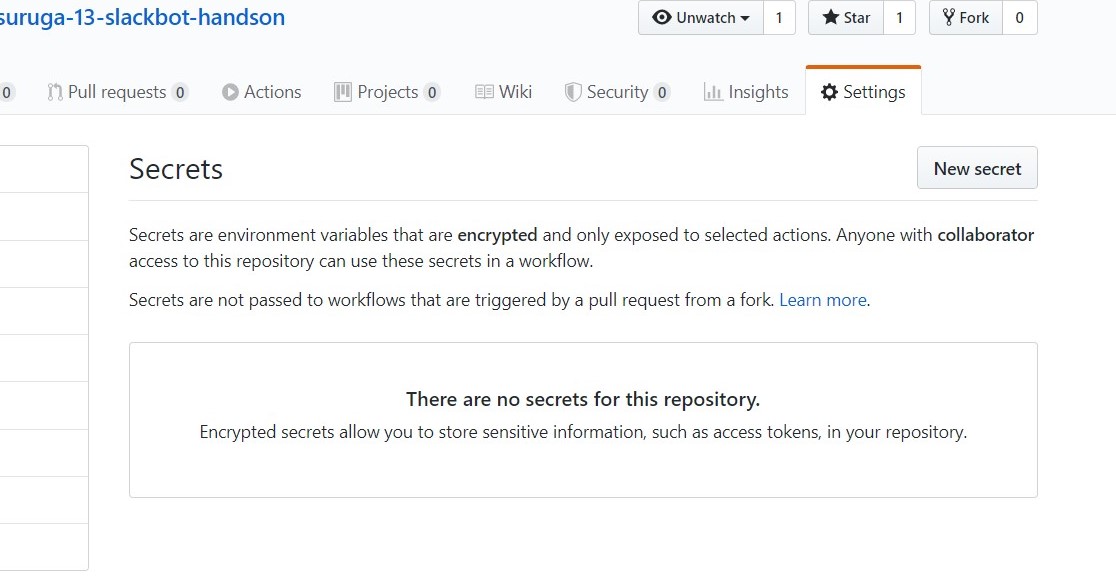 suruga-13-slackbot-handson
Unwatch 1 Star 1 Fork 0
0 Pull requests 0 Actions Projects 0 Wiki Security 0 Insights Settings
Secrets
New secret
Secrets are environment variables that are encrypted and only exposed to selected actions. Anyone with collaborator
access to this repository can use these secrets in a workflow.
Secrets are not passed to workflows that are triggered by a pull request from a fork. Learn more.
There are no secrets for this repository.
Encrypted secrets allow you to store sensitive information, such as access tokens, in your repository.